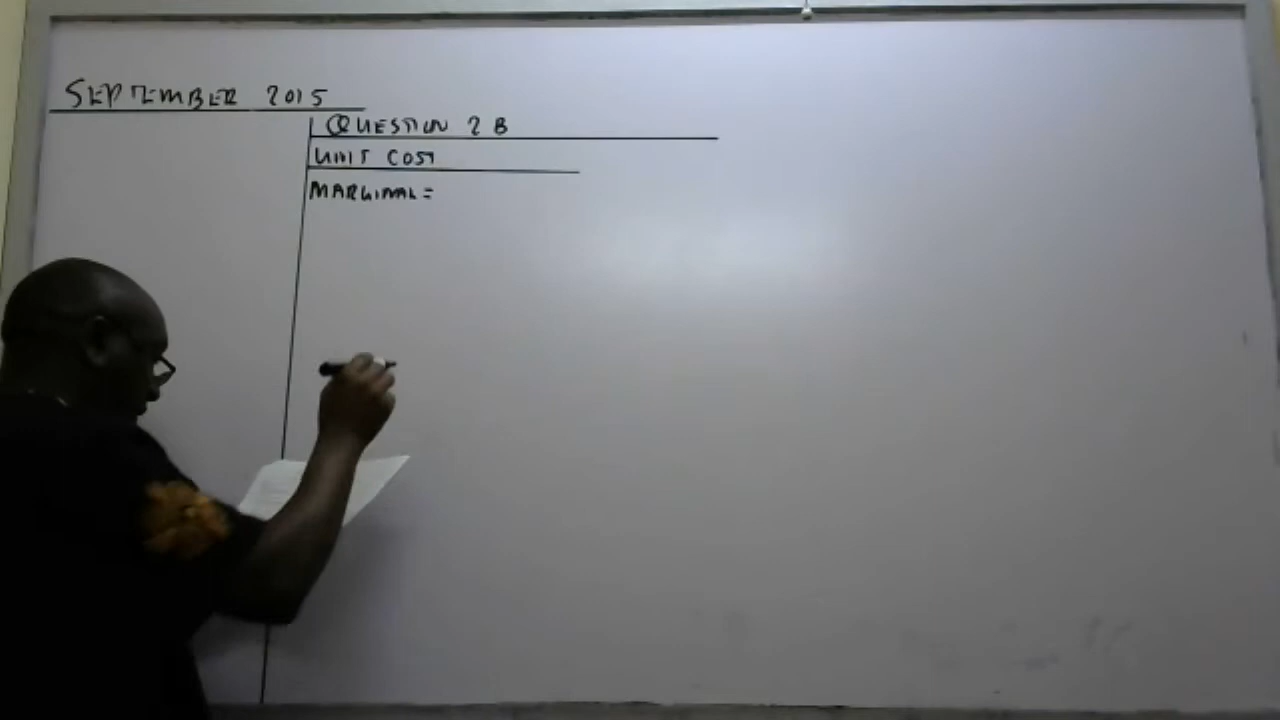 SEPTEMBER 2015
QUESTION 2B
UNIT COST
MARGINAL =